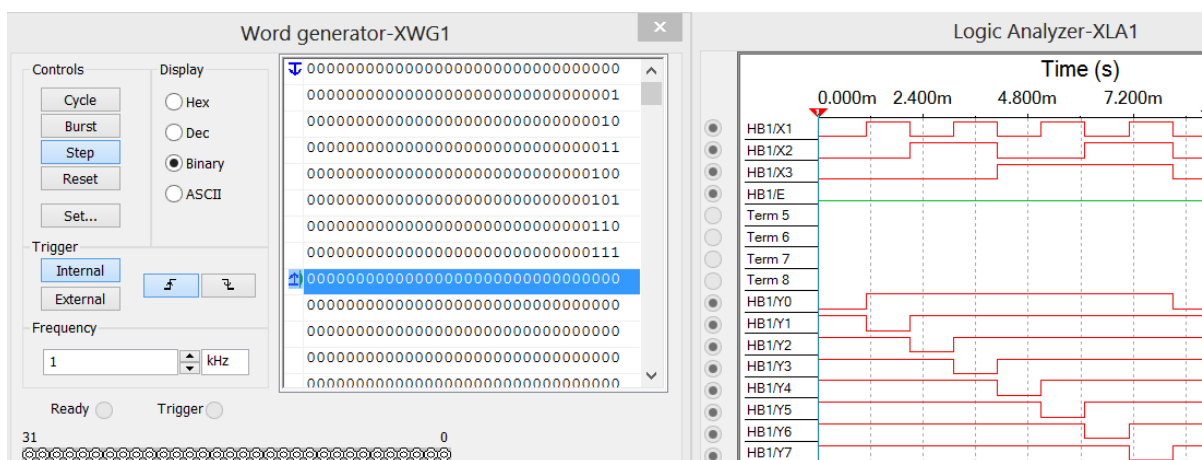 Word generator-XWG1
Controls
Cycle
Burst
Step
Reset
Set...
Display
Hex
Dec
Binary
ASCII
Trigger
Internal
External
Frequency
1
kHz
Ready
Trigger
31
0
00000000000000000000000000000000
00000000000000000000000000000001
00000000000000000000000000000010
00000000000000000000000000000011
00000000000000000000000000000100
00000000000000000000000000000101
00000000000000000000000000000110
00000000000000000000000000000111
00000000000000000000000000000000
00000000000000000000000000000000
00000000000000000000000000000000
00000000000000000000000000000000
00000000000000000000000000000000
Logic Analyzer-XLA1
Time (s)
0.000m 2.400m 4.800m 7.200m
HB1/X1
HB1/X2
HB1/X3
HB1/E
Term 5
Term 6
Term 7
Term 8
HB1/Y0
HB1/Y1
HB1/Y2
HB1/Y3
HB1/Y4
HB1/Y5
HB1/Y6
HB1/Y7